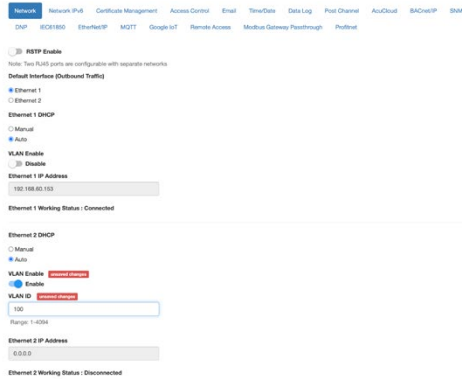 Network Network IPv6 Certificate Management Access Control Email Time/Date Data Log Post Channel AcuCloud BACnet/IP SNM
DNP IEC61850 EtherNet/IP MQTT Google IoT Remote Access Modbus Gateway Passthrough Profinet
RSTP Enable
Note: Two RJ45 ports are configurable with separate networks
Default Interface (Outbound Traffic)
Ethernet 1
Ethernet 2
Ethernet 1 DHCP
Manual
Auto
VLAN Enable
Disable
Ethernet 1 IP Address
192.168.60.153
Ethernet 1 Working Status : Connected
Ethernet 2 DHCP
Manual
Auto
VLAN Enable unsaved changes
Enable
VLAN ID unsaved changes
100
Range: 1-4094
Ethernet 2 IP Address
0.0.0.0
Ethernet 2 Working Status : Disconnected